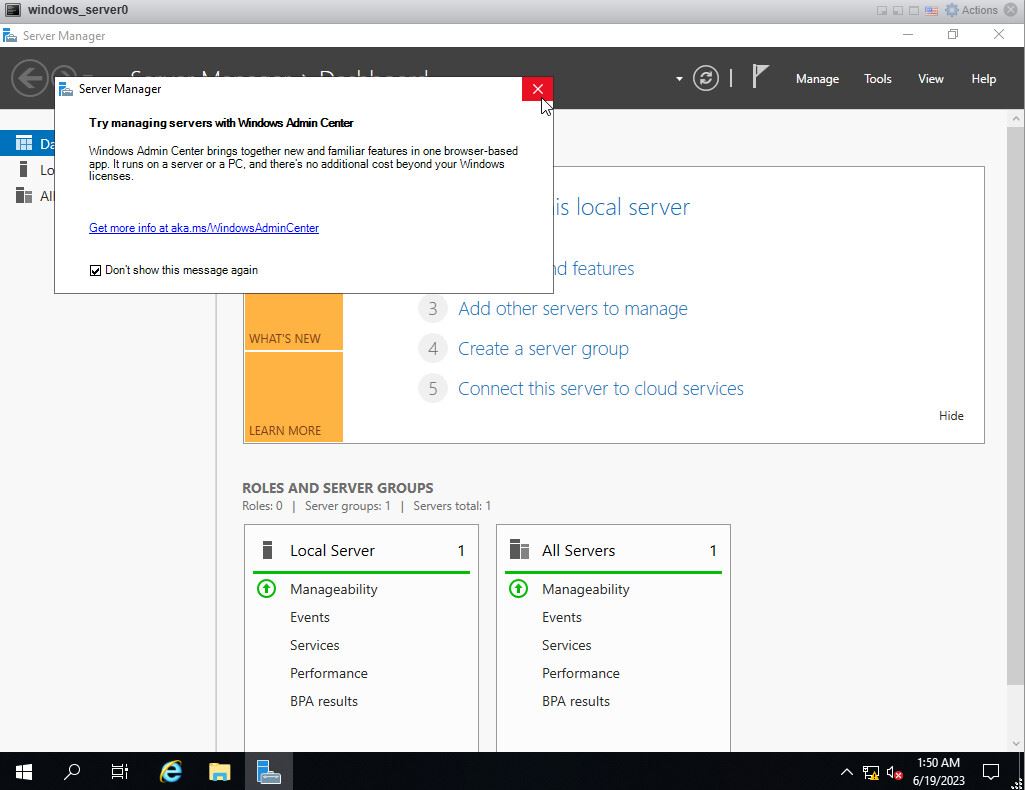 windows_server0
Actions
Server Manager
Server Manager
Manage
Tools
View
Help
Try managing servers with Windows Admin Center
Windows Admin Center brings together new and familiar features in one browser-based
app. It runs on a server or a PC, and there's no additional cost beyond your Windows
licenses.
Get more info at aka.ms/WindowsAdminCenter
Don't show this message again
Da
Lo
All
is local server
nd features
3 Add other servers to manage
4 Create a server group
5 Connect this server to cloud services
WHAT'S NEW
LEARN MORE
Hide
ROLES AND SERVER GROUPS
Roles: 0 | Server groups: 1 | Servers total: 1
Local Server 1
Manageability
Events
Services
Performance
BPA results
All Servers 1
Manageability
Events
Services
Performance
BPA results
1:50 AM
6/19/2023